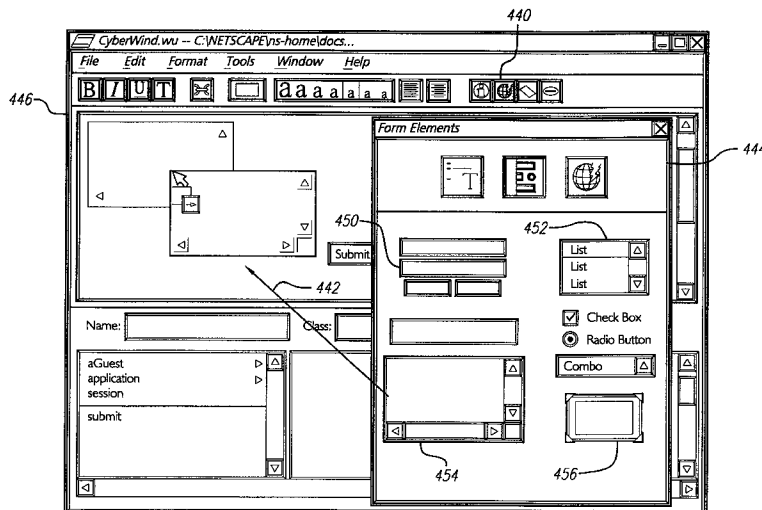 440
CyberWind.wu -- C:\NETSCAPE\ns-home\docs...
File Edit Format Tools Window Help
B I U T a a a a a a a
446
Form Elements
444
T
450
452
List
List
List
Submit
442
Check Box
Radio Button
Combo
Name: Class:
aGuest
application
session
submit
454
456